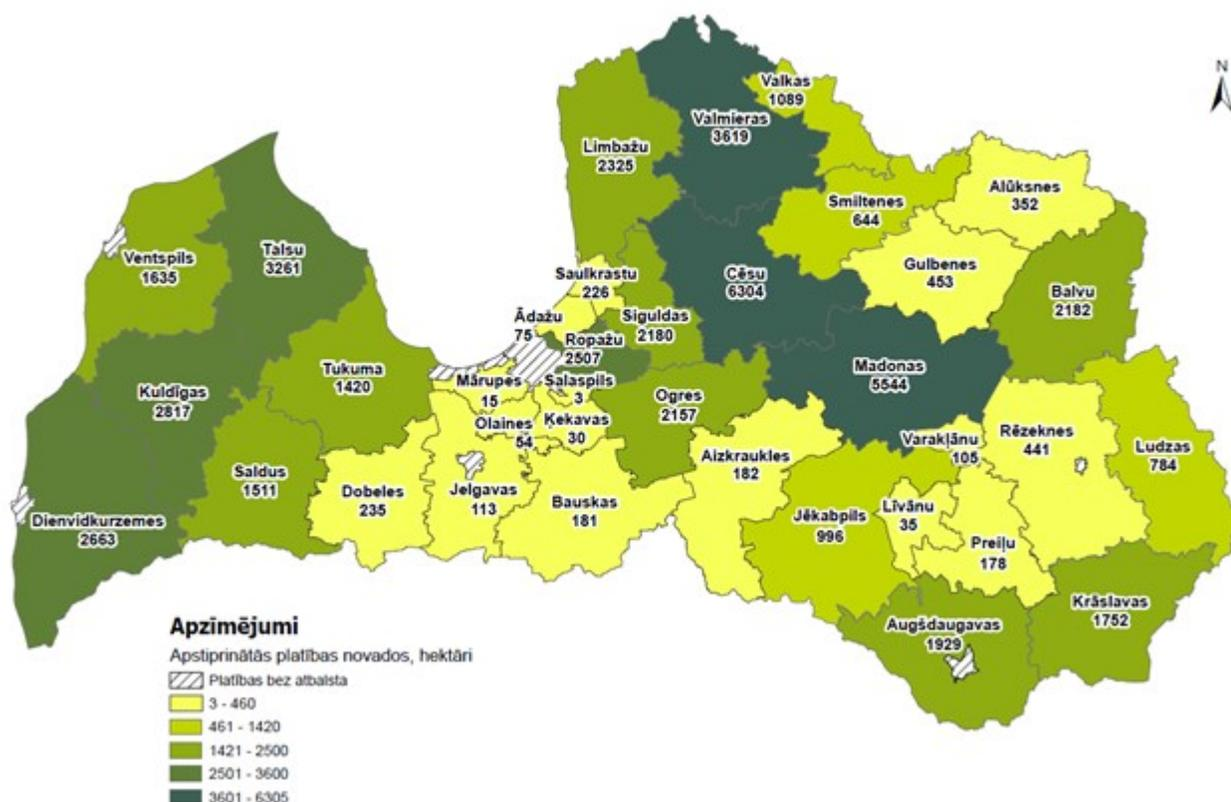 N
Valkas
1089
Valmieras
3619
Limbažu
2325
Alūksnes
352
Smiltenes
644
Talsu
3261
Ventspils
1635
Cēsu
6304
Gulbenes
453
Saulkrastu
226
Balvu
2182
Ādažu
75
Siguldas
2180
Ropažu
2507
Madonas
5544
Tukuma
1420
Mārupes
15
Salaspils
3
Kuldīgas
2817
Ogres
2157
Olaines
54
Ķekavas
30
Varakļānu
105
Rēzeknes
441
Ludzas
784
Aizkraukles
182
Saldus
1511
Dobeles
235
Jelgavas
113
Bauskas
181
Līvānu
35
Jēkabpils
996
Dienvidkurzemes
2663
Preiļu
178
Krāslavas
1752
Augšdaugavas
1929
Apzīmējumi
Apstiprinātās platības novados, hektāri
Platības bez atbalsta
3 - 460
461 - 1420
1421 - 2500
2501 - 3600
3601 - 6305